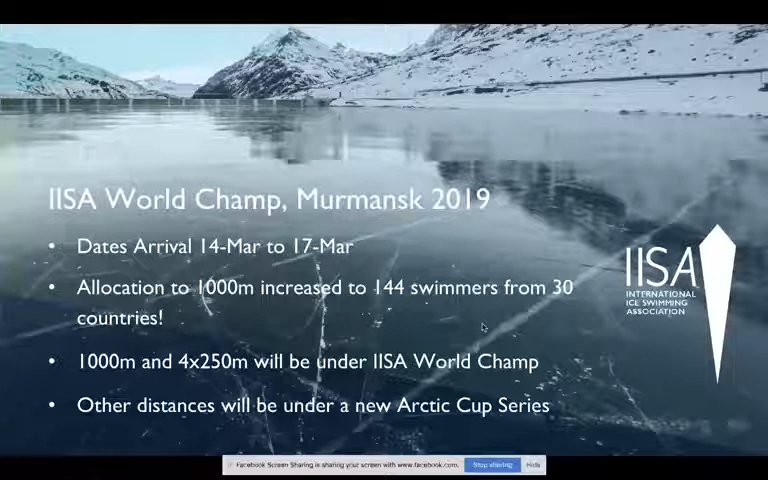 IISA World Champ, Murmansk 2019
• Dates Arrival 14-Mar to 17-Mar
• Allocation to 1000m increased to 144 swimmers from 30
countries!
• 1000m and 4x250m will be under IISA World Champ
• Other distances will be under a new Arctic Cup Series
IISA
INTERNATIONAL
ICE SWIMMING
ASSOCIATION
Facebook Screen Sharing is sharing your screen with www.facebook.com. Stop sharing Hide